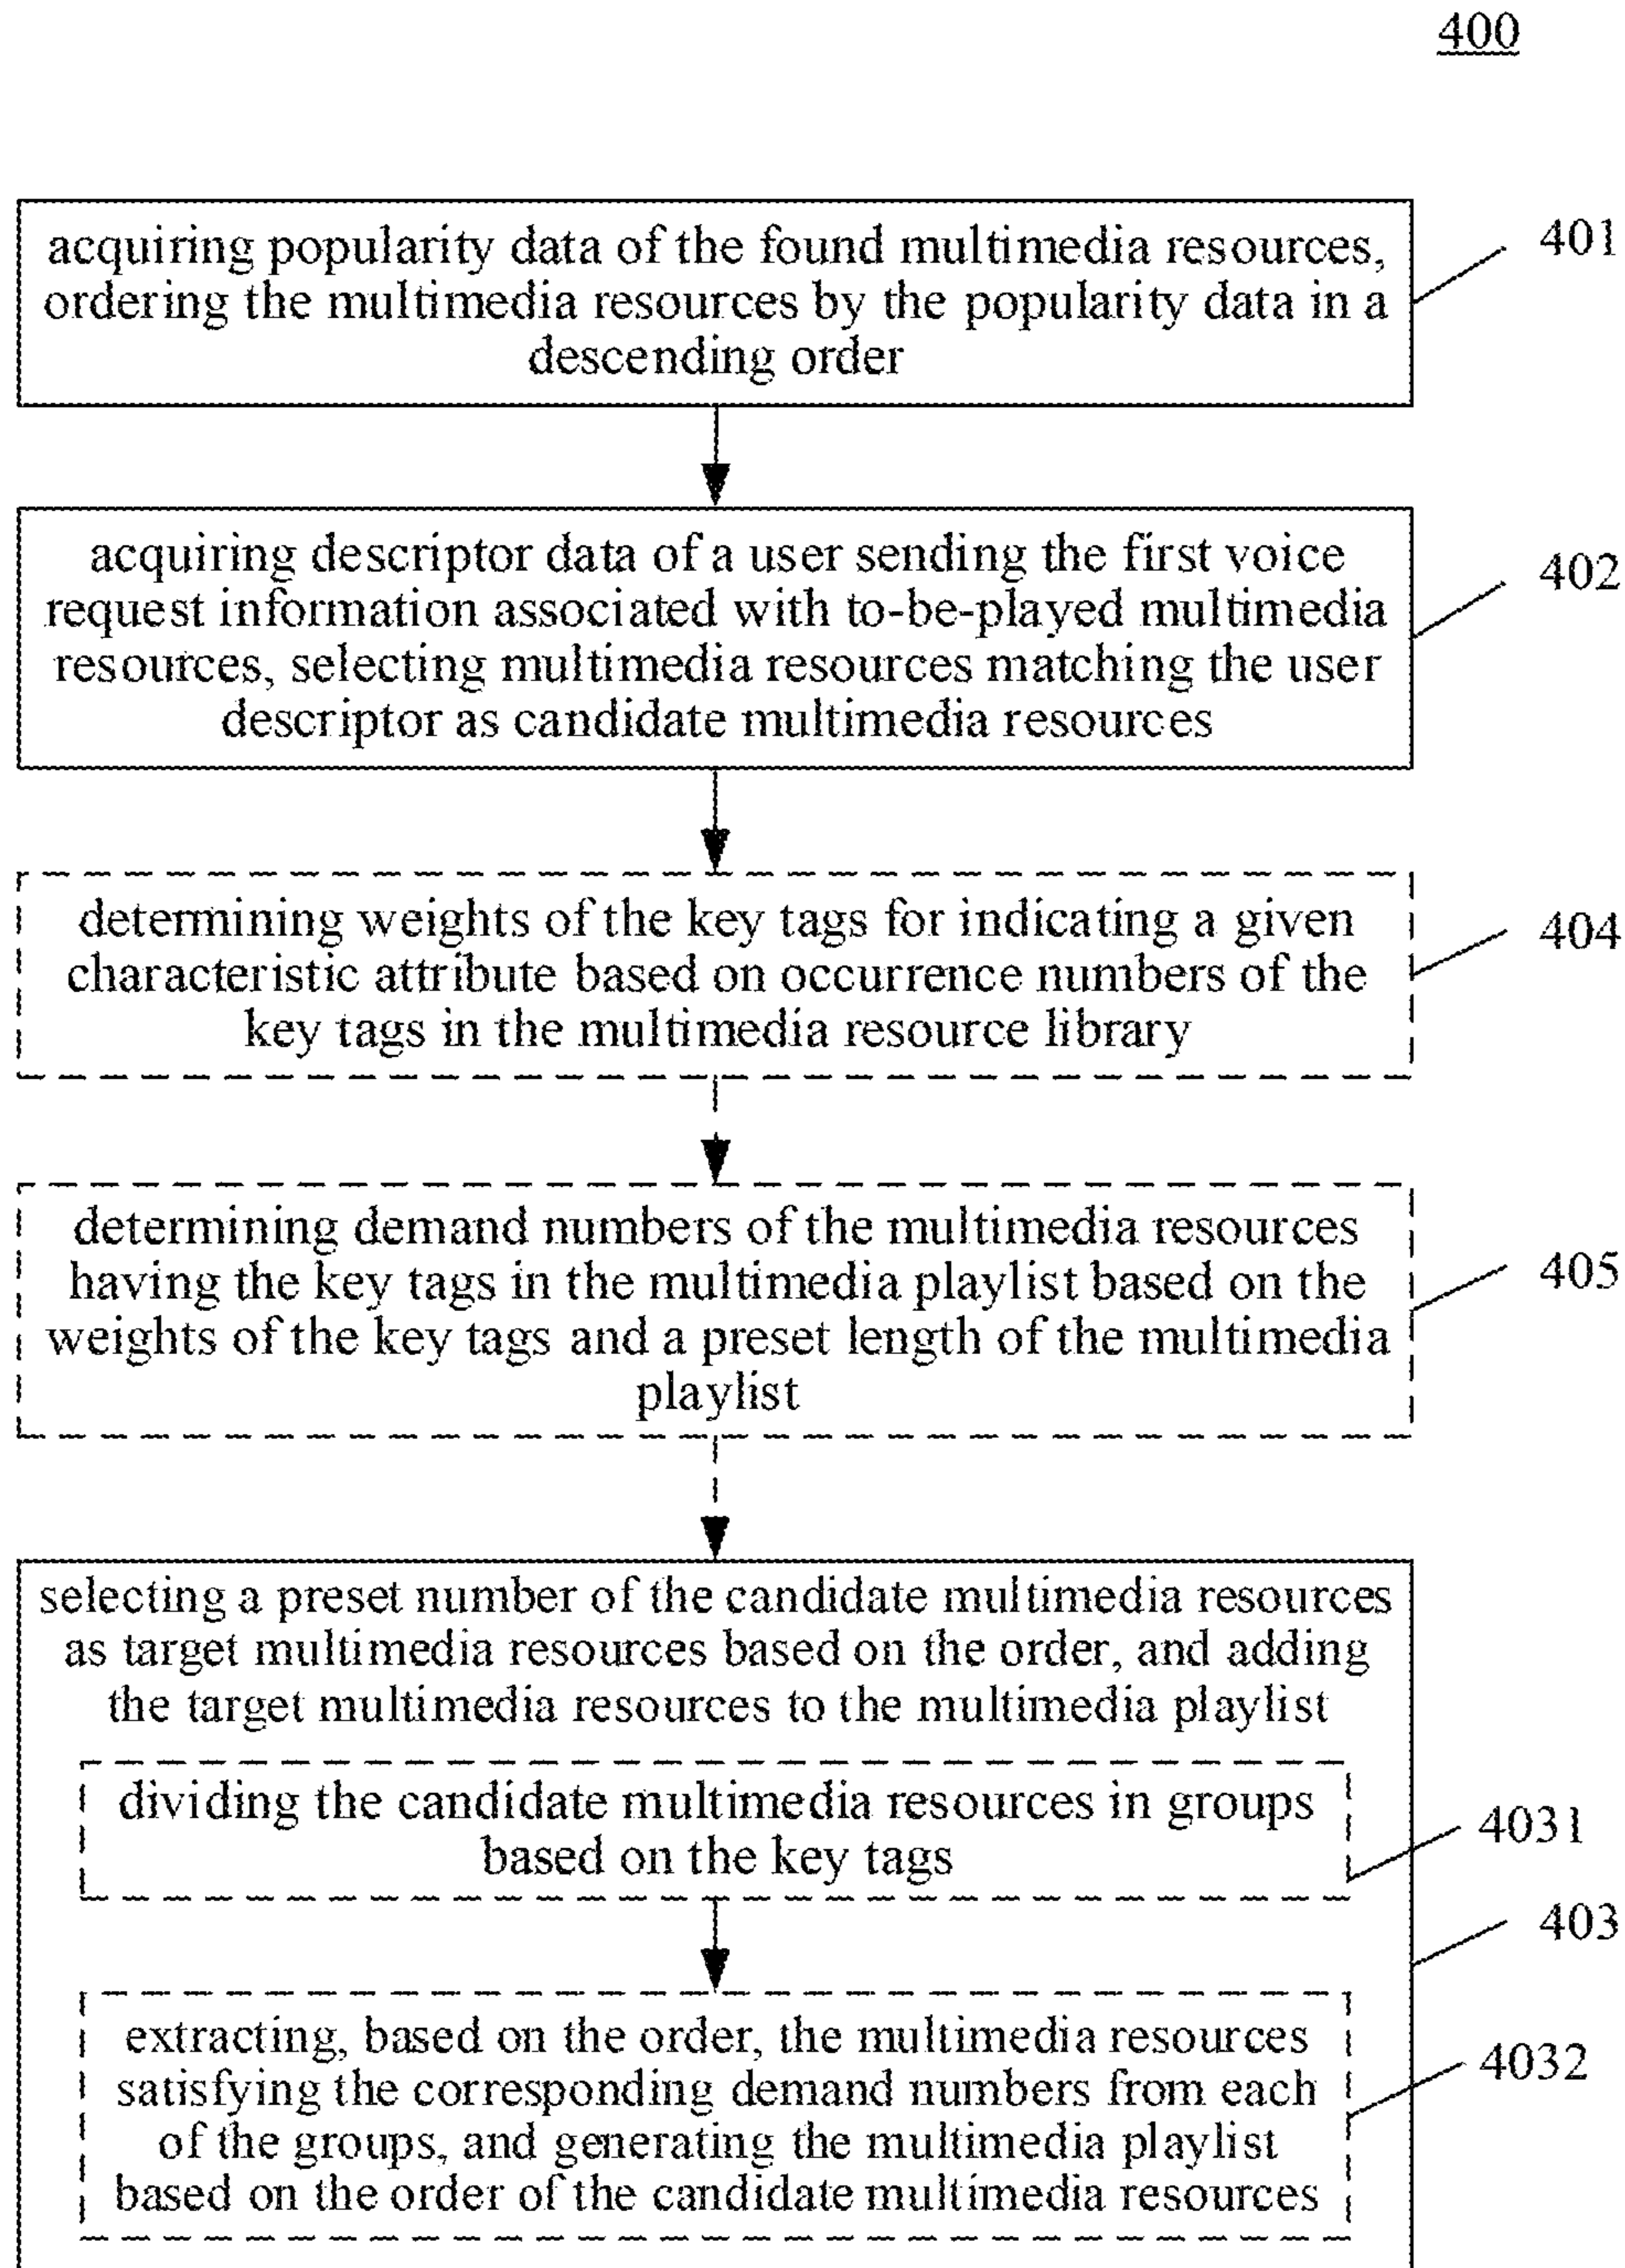 400
acquiring popularity data of the found multimedia resources,
ordering the multimedia resources by the popularity data in a
descending order
401
acquiring descriptor data of a user sending the first voice
request information associated with to-be-played multimedia
resources, selecting multimedia resources matching the user
descriptor as candidate multimedia resources
402
determining weights of the key tags for indicating a given
characteristic attribute based on occurrence numbers of the
key tags in the multimedia resource library
404
determining demand numbers of the multimedia resources
having the key tags in the multimedia playlist based on the
weights of the key tags and a preset length of the multimedia
playlist
405
selecting a preset number of the candidate multimedia resources
as target multimedia resources based on the order, and adding
the target multimedia resources to the multimedia playlist
dividing the candidate multimedia resources in groups
based on the key tags
4031
403
extracting, based on the order, the multimedia resources
satisfying the corresponding demand numbers from each
of the groups, and generating the multimedia playlist
based on the order of the candidate multimedia resources
4032